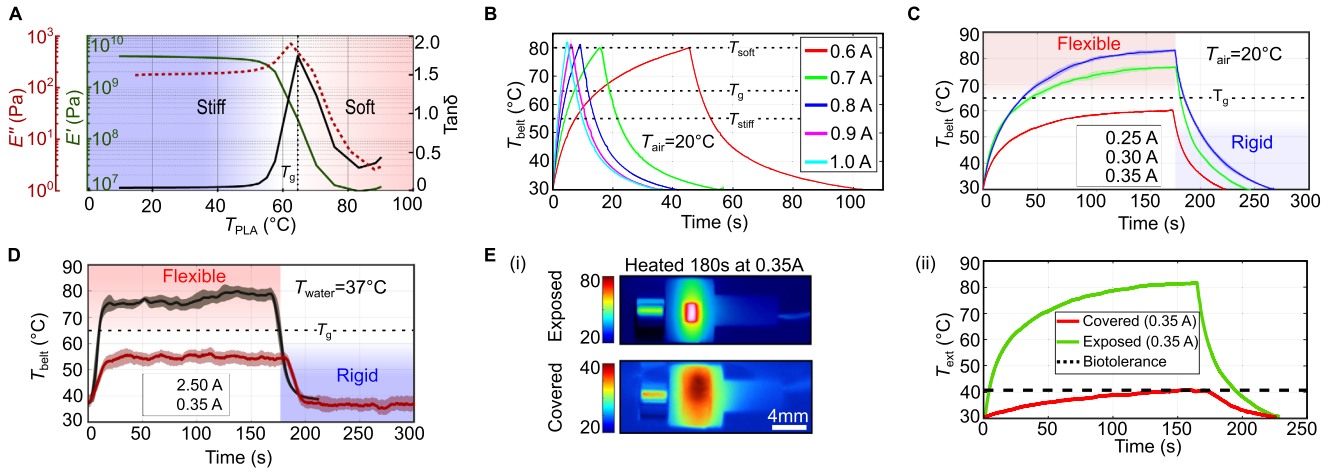 A
10³
10²
10¹
10⁰
E″ (Pa)
10¹⁰
10⁹
10⁸
10⁷
E′ (Pa)
Stiff
Soft
T_g
2.0
1.5
1.0
0.5
0
Tanδ
0 20 40 60 80 100
T_PLA (°C)
B
90
80
70
60
50
40
30
T_belt (°C)
T_soft
T_g
T_stiff
T_air=20°C
0.6 A
0.7 A
0.8 A
0.9 A
1.0 A
0 20 40 60 80 100
Time (s)
C
90
80
70
60
50
40
30
T_belt (°C)
Flexible
T_air=20°C
T_g
Rigid
0.25 A
0.30 A
0.35 A
0 50 100 150 200 250 300
Time (s)
D
90
80
70
60
50
40
30
T_belt (°C)
Flexible
T_water=37°C
T_g
Rigid
2.50 A
0.35 A
0 50 100 150 200 250 300
Time (s)
E
(i)
Heated 180s at 0.35A
Exposed
80
20
Covered
40
20
4mm
(ii)
90
80
70
60
50
40
30
T_ext (°C)
Covered (0.35 A)
Exposed (0.35 A)
Biotolerance
0 50 100 150 200 250
Time (s)